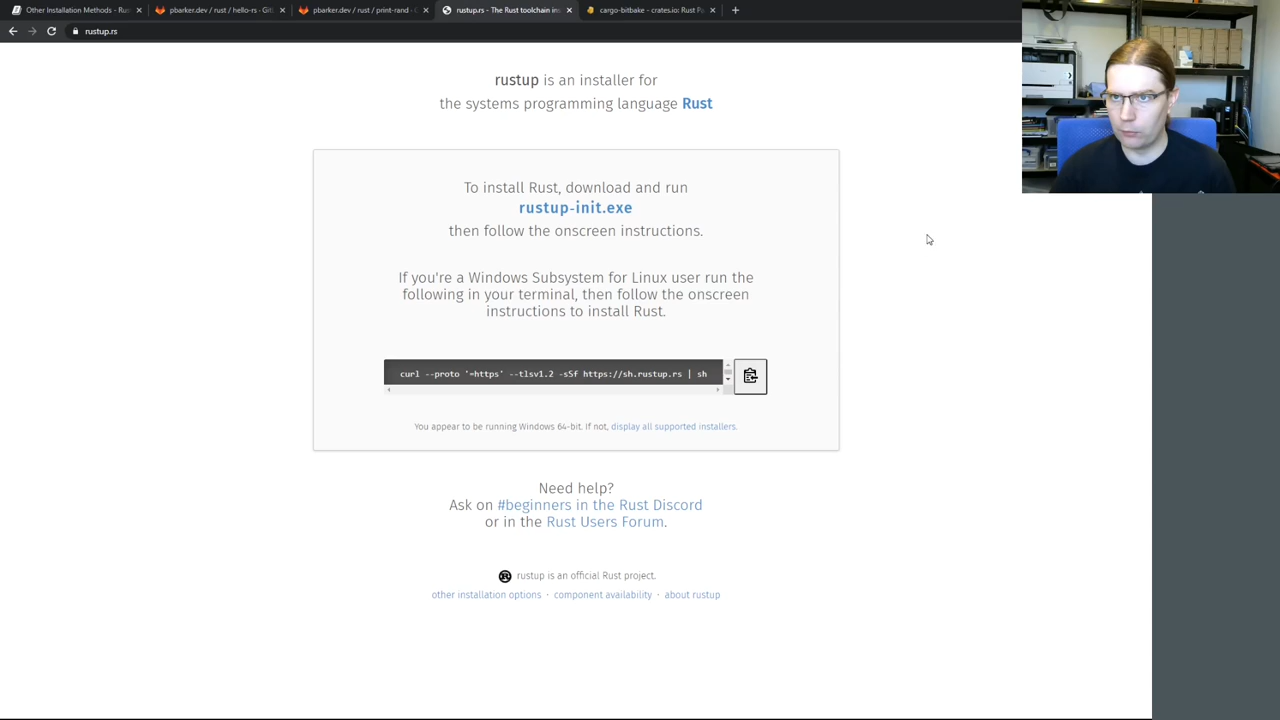 Other Installation Methods - Rus
pbarker.dev / rust / hello-rs · Git
pbarker.dev / rust / print-rand · G
rustup.rs - The Rust toolchain ins
cargo-bitbake - crates.io: Rust P
rustup.rs
rustup is an installer for
the systems programming language Rust
To install Rust, download and run
rustup-init.exe
then follow the onscreen instructions.
If you're a Windows Subsystem for Linux user run the
following in your terminal, then follow the onscreen
instructions to install Rust.
curl --proto '=https' --tlsv1.2 -sSf https://sh.rustup.rs | sh
You appear to be running Windows 64-bit. If not, display all supported installers.
Need help?
Ask on #beginners in the Rust Discord
or in the Rust Users Forum.
rustup is an official Rust project.
other installation options · component availability · about rustup